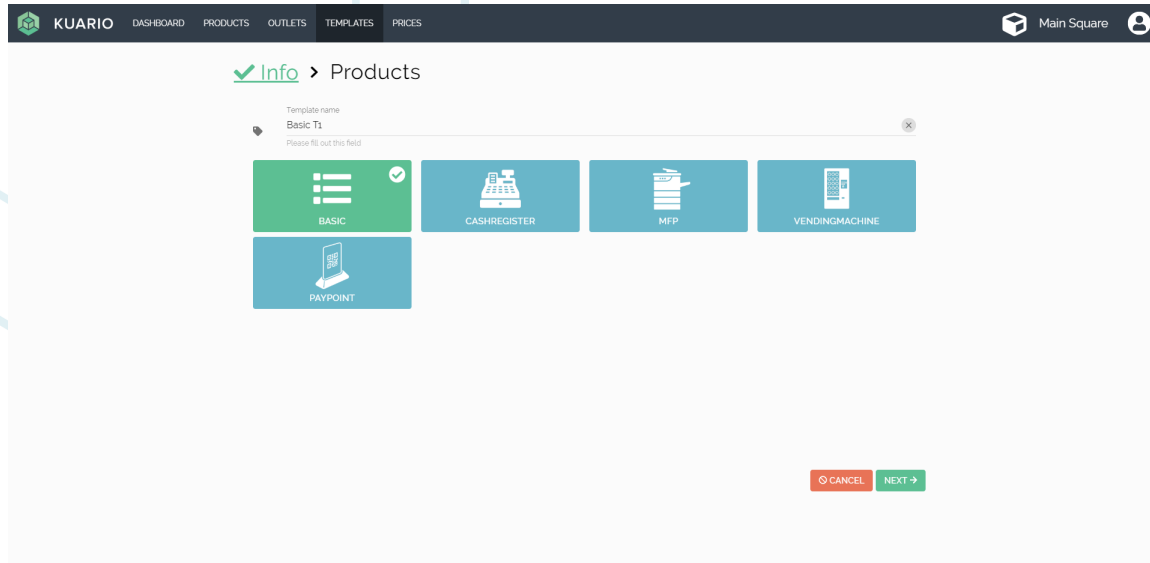 KUARIO DASHBOARD PRODUCTS OUTLETS TEMPLATES PRICES Main Square
Info > Products
Template name
Basic T1
Please fill out this field
BASIC CASHREGISTER MFP VENDINGMACHINE
PAYPOINT
CANCEL NEXT →